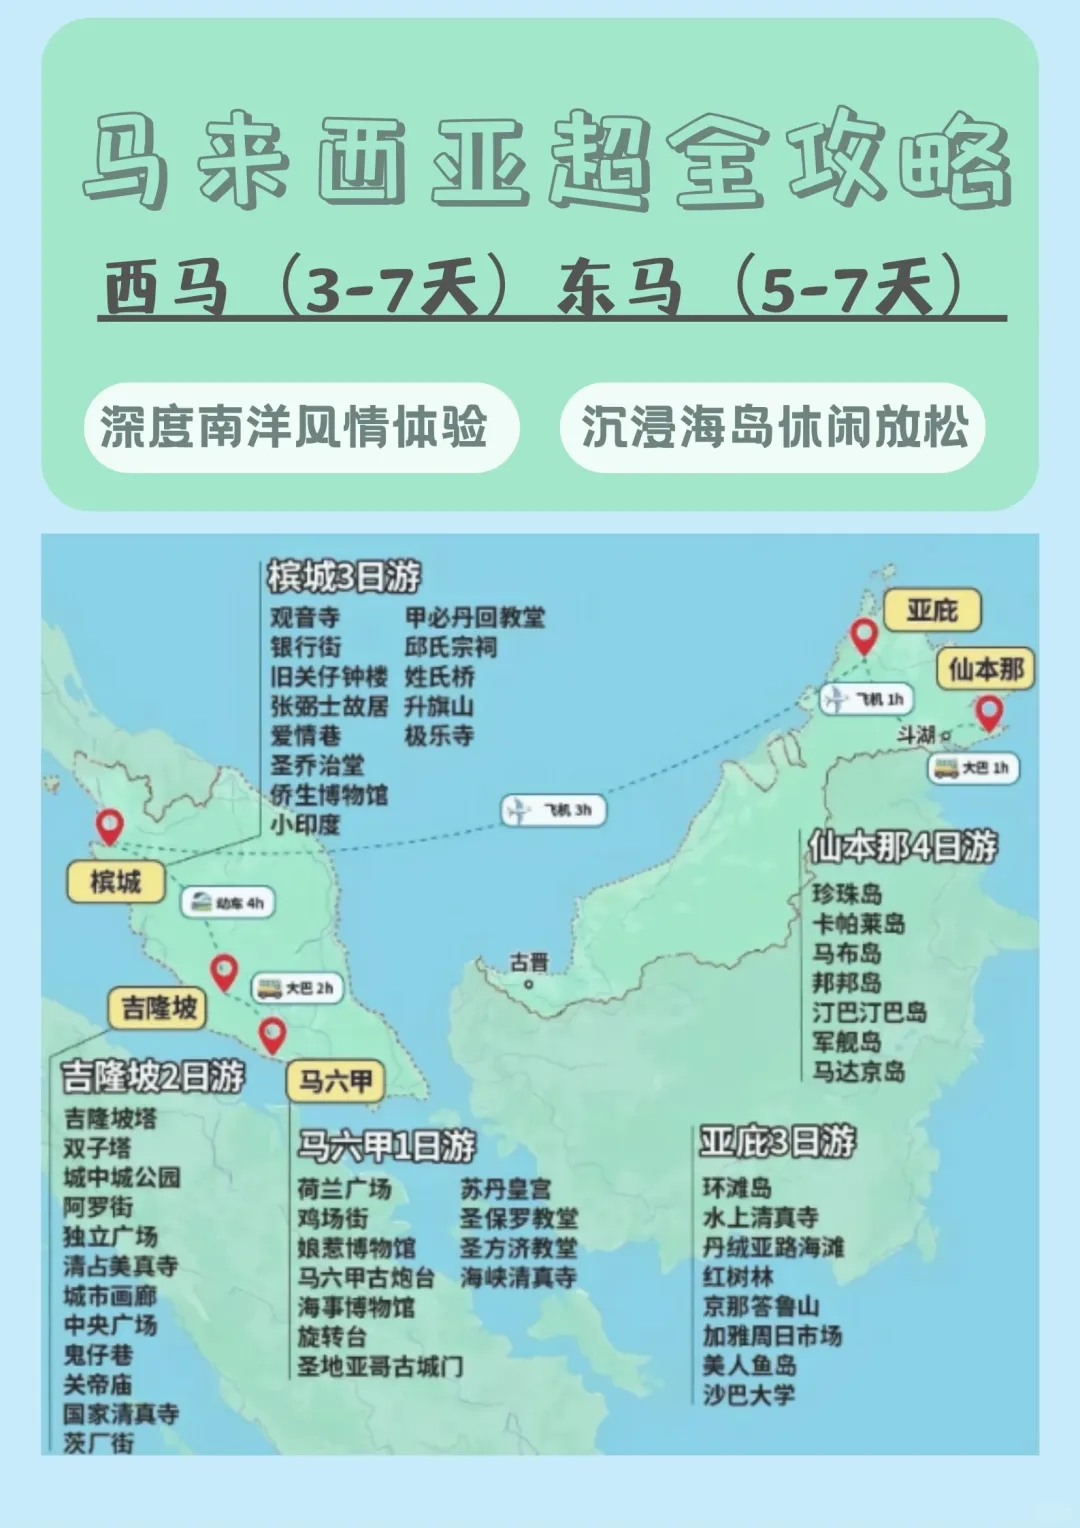 马来西亚超全攻略
西马（3-7天）东马（5-7天）
深度南洋风情体验
沉浸海岛休闲放松
槟城3日游
观音寺 甲必丹回教堂
银行街 邱氏宗祠
旧关仔钟楼 姓氏桥
张弼士故居 升旗山
爱情巷 极乐寺
圣乔治堂
侨生博物馆
小印度
亚庇
仙本那
飞机 1h
斗湖
大巴 1h
飞机 3h
槟城
动车 4h
吉隆坡
大巴 2h
马六甲
古晋
仙本那4日游
珍珠岛
卡帕莱岛
马布岛
邦邦岛
汀巴汀巴岛
军舰岛
马达京岛
吉隆坡2日游
吉隆坡塔
双子塔
城中城公园
阿罗街
独立广场
清占美真寺
城市画廊
中央广场
鬼仔巷
关帝庙
国家清真寺
茨厂街
马六甲1日游
荷兰广场 苏丹皇宫
鸡场街 圣保罗教堂
娘惹博物馆 圣方济教堂
马六甲古炮台 海峡清真寺
海事博物馆
旋转台
圣地亚哥古城门
亚庇3日游
环滩岛
水上清真寺
丹绒亚路海滩
红树林
京那答鲁山
加雅周日市场
美人鱼岛
沙巴大学